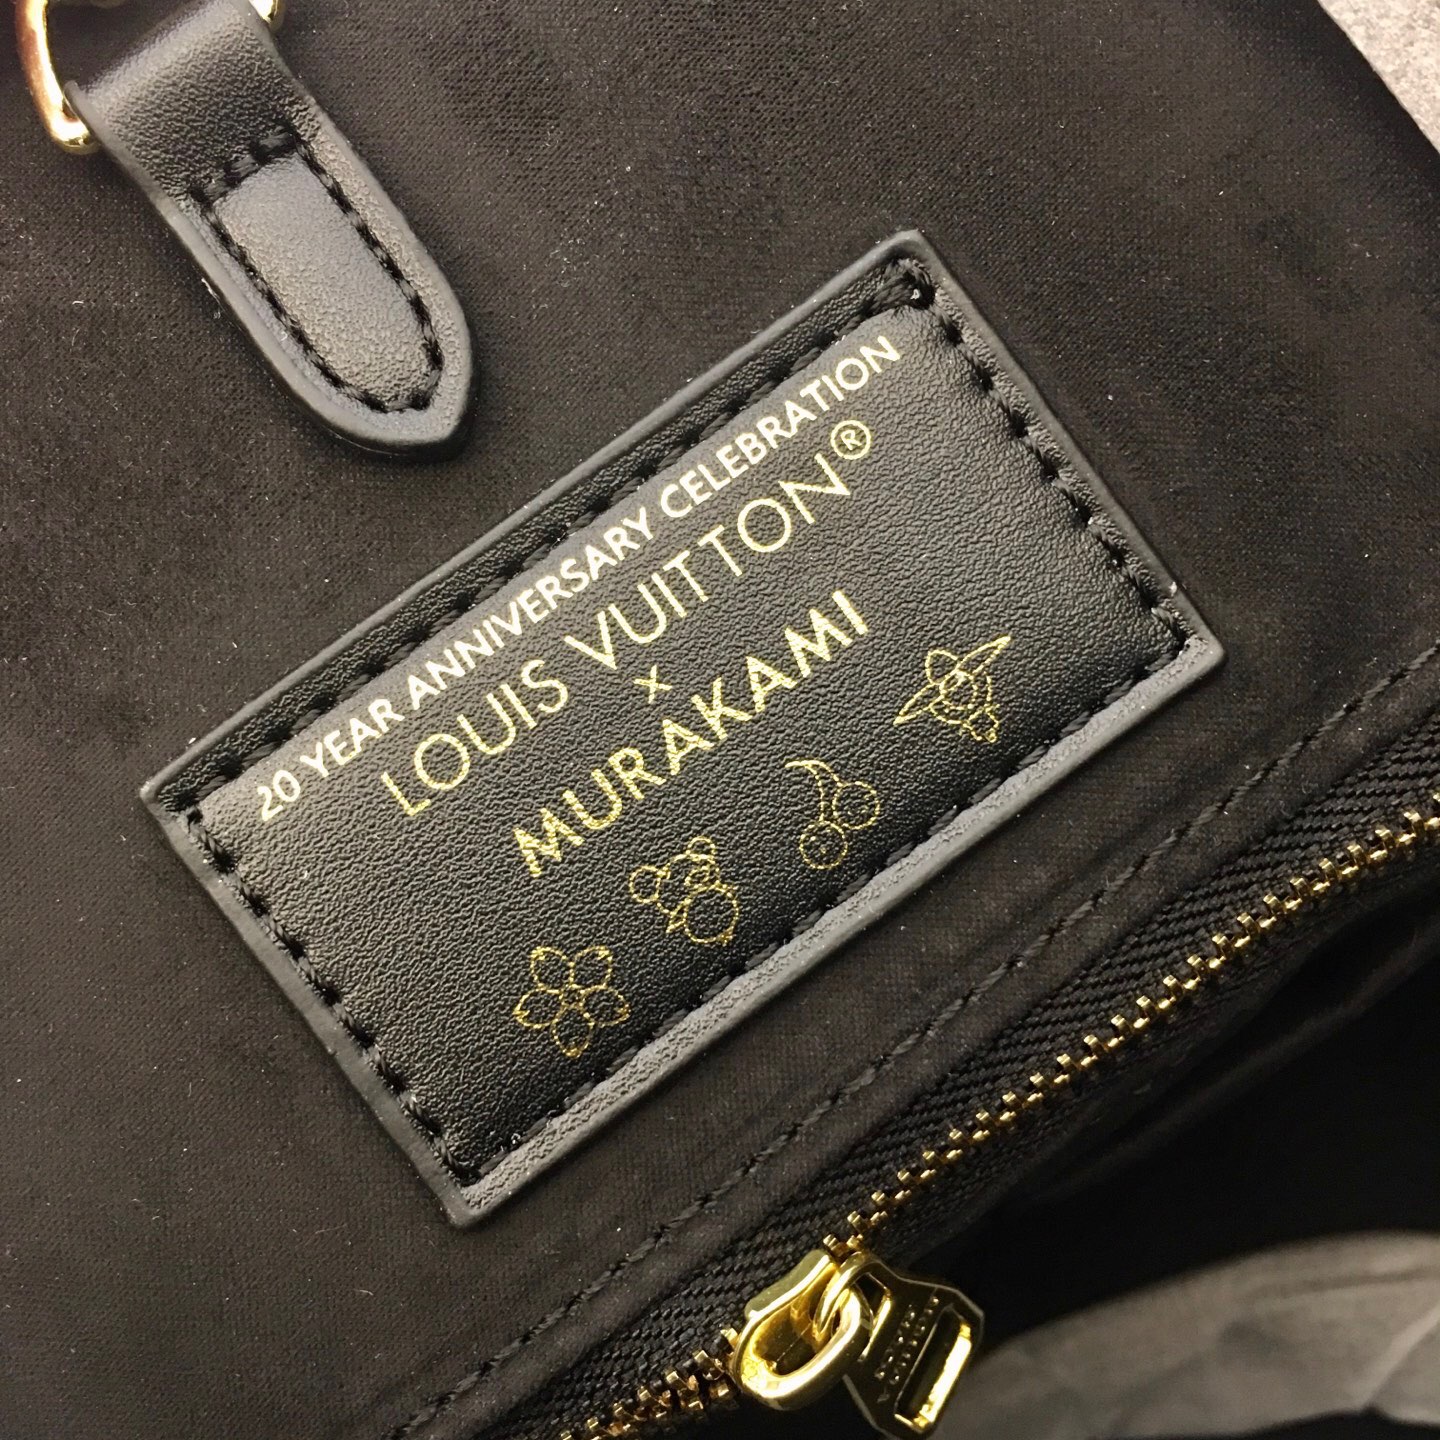 20 YEAR ANNIVERSARY CELEBRATION
LOUIS VUITTON®
x
MURAKAMI